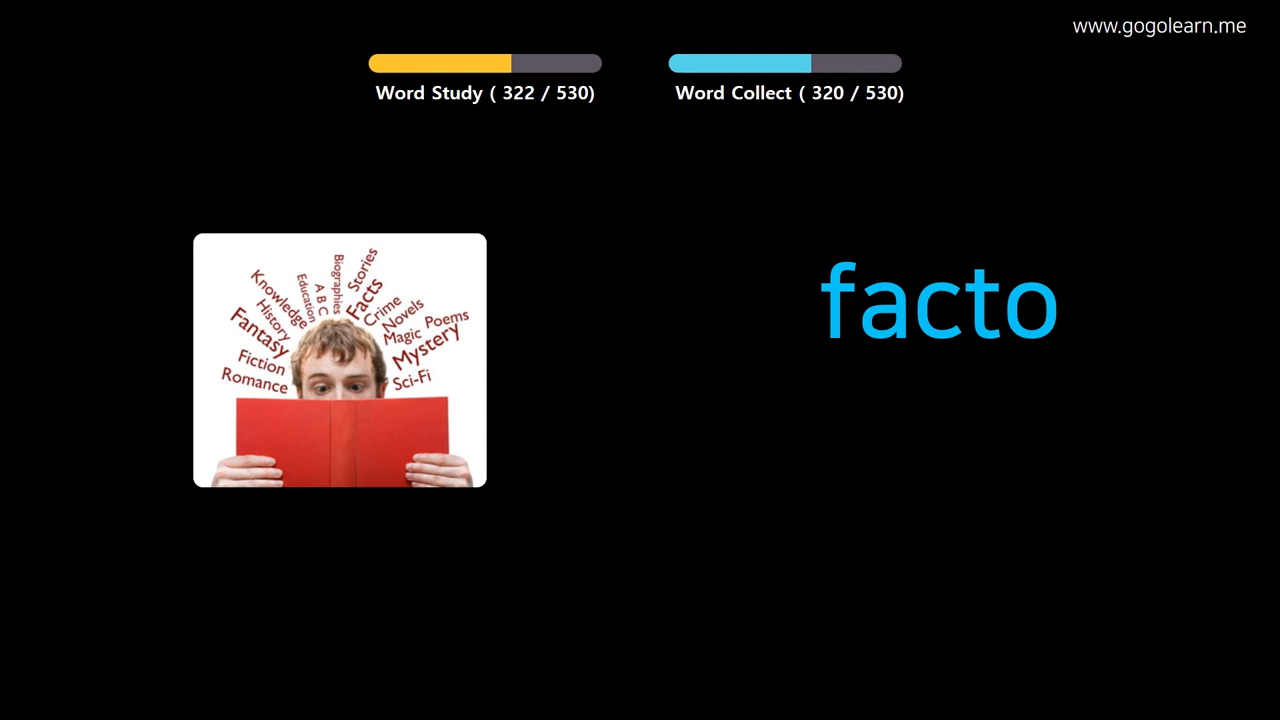 www.gogolearn.me
Word Study ( 322 / 530)
Word Collect ( 320 / 530)
facto
Knowledge
History
Fantasy
Fiction
Romance
Education
A B C
Biographies
Stories
Facts
Crime
Novels
Magic
Poems
Mystery
Sci-Fi